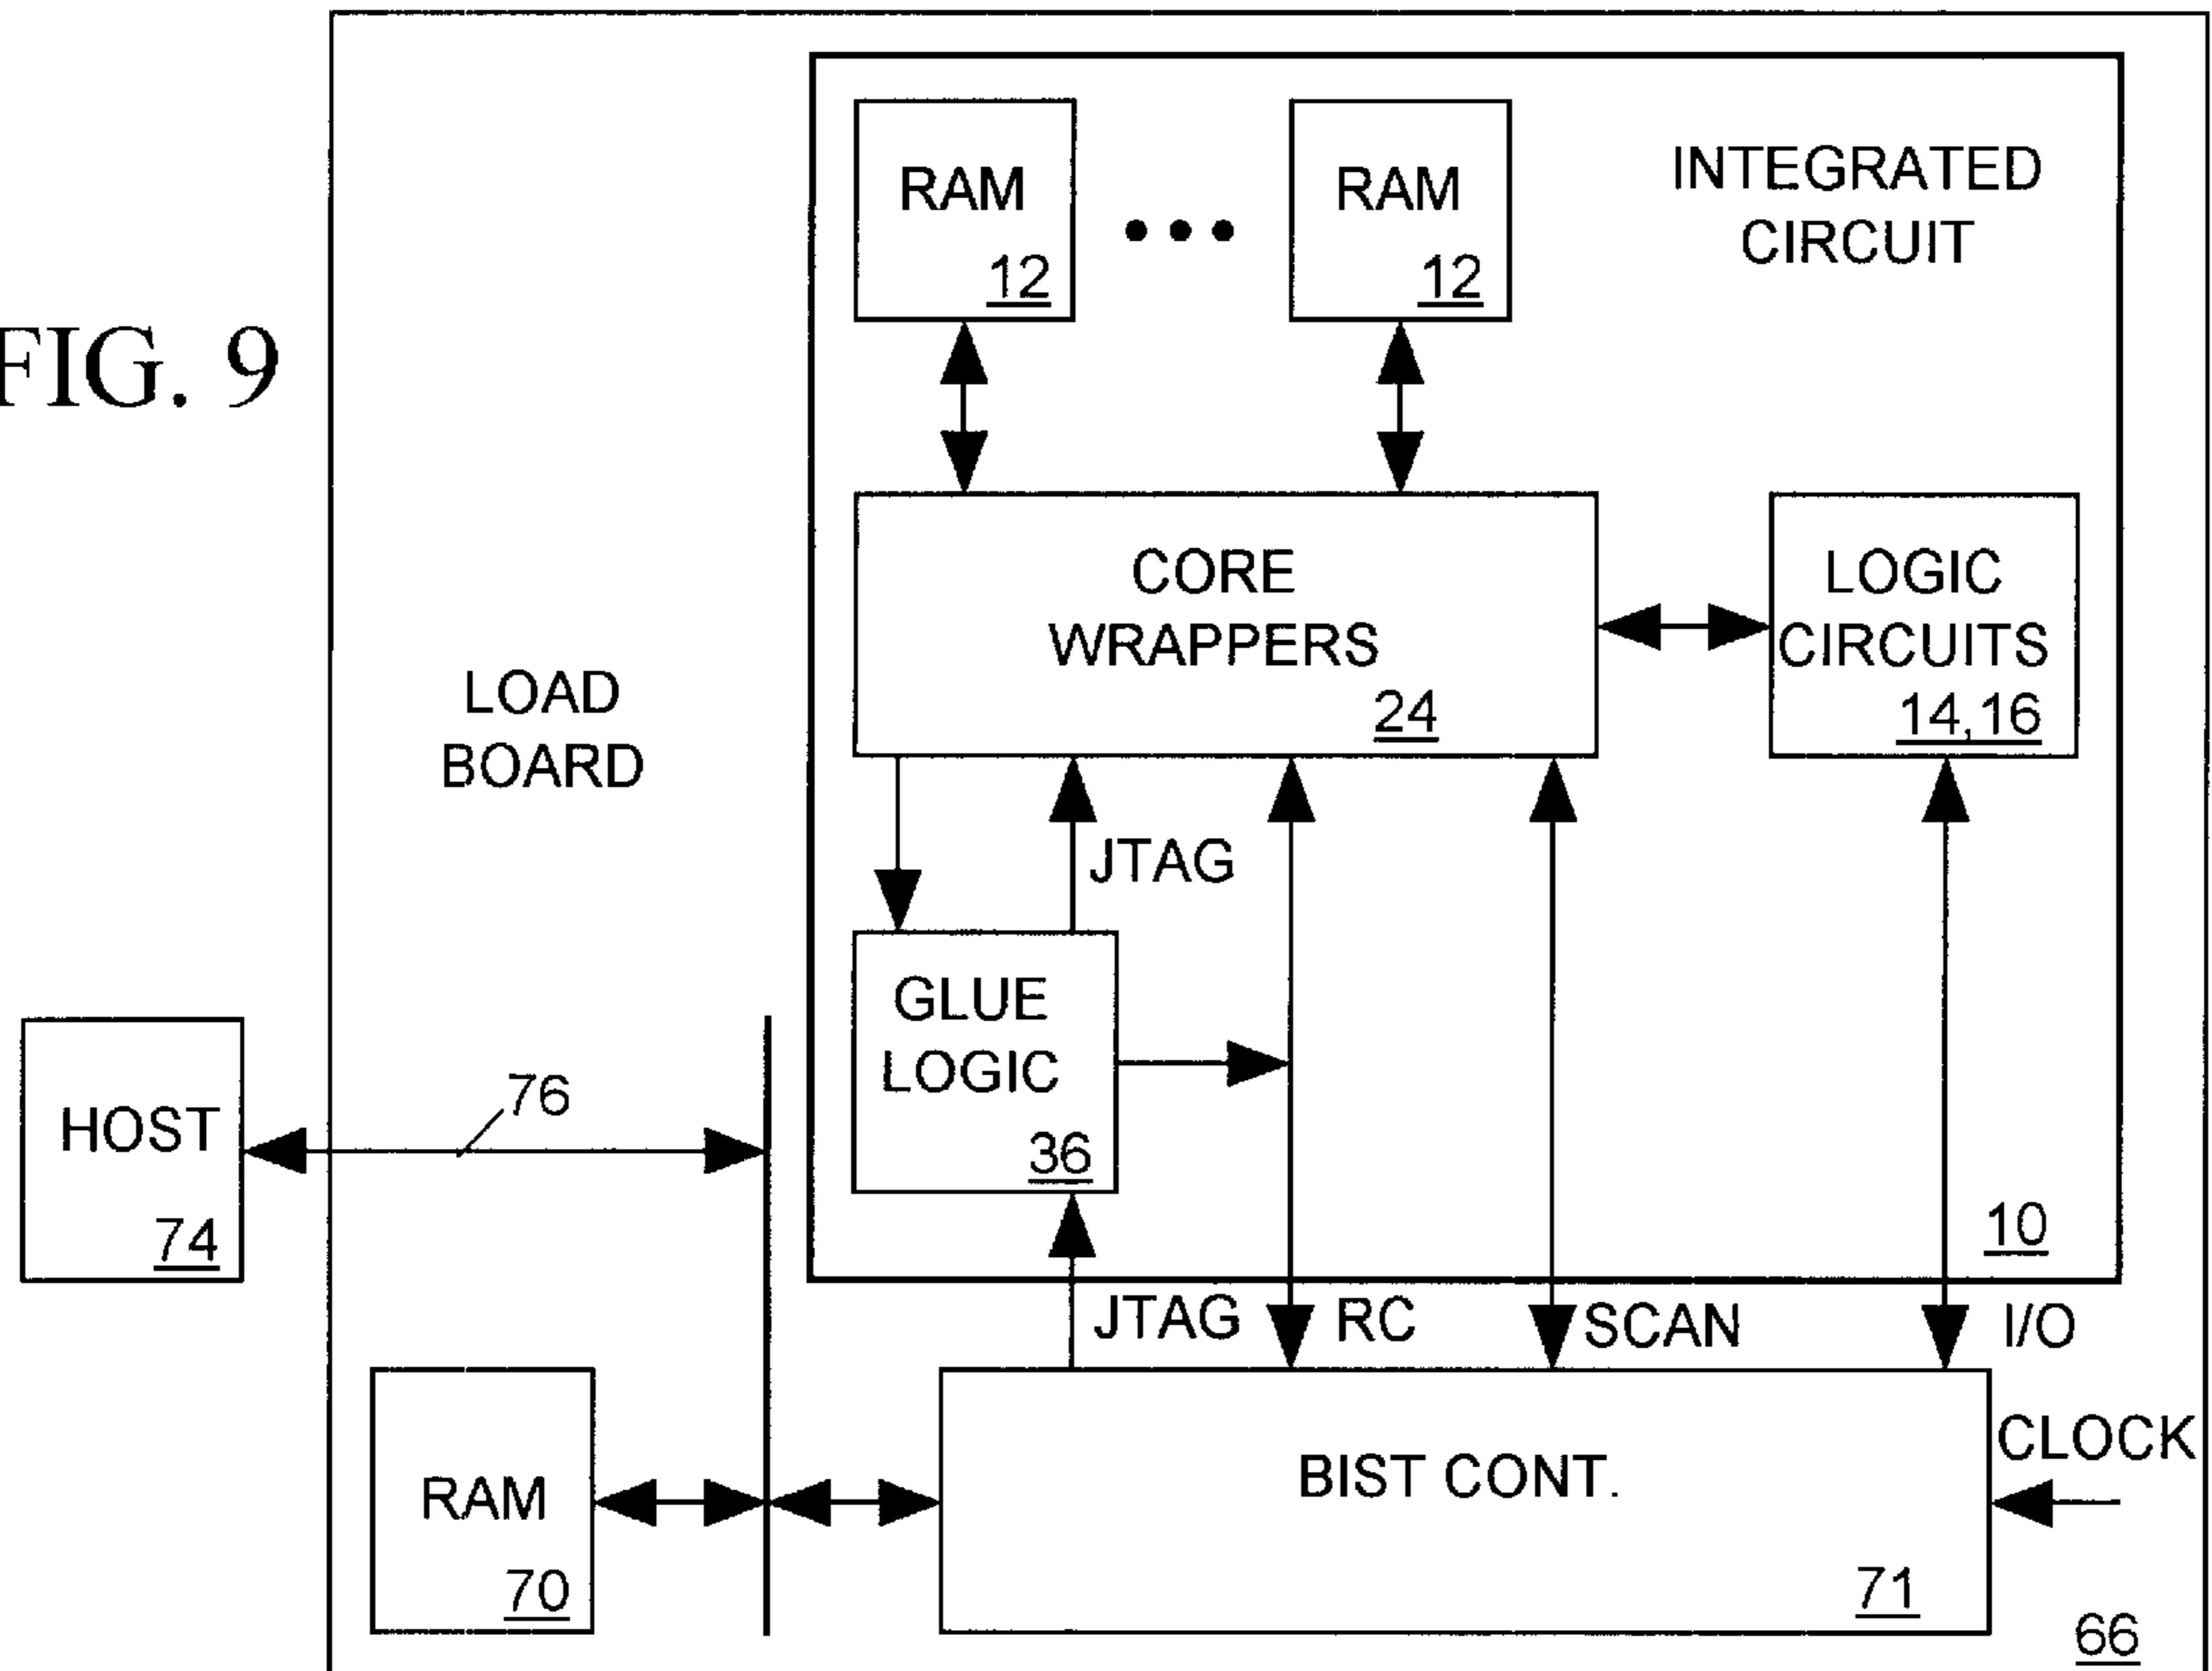 FIG. 9
RAM
12
RAM
12
INTEGRATED
CIRCUIT
CORE
WRAPPERS
24
LOGIC
CIRCUITS
14,16
LOAD
BOARD
JTAG
GLUE
LOGIC
36
HOST
74
76
10
JTAG
RC
SCAN
I/O
RAM
70
BIST CONT.
71
CLOCK
66